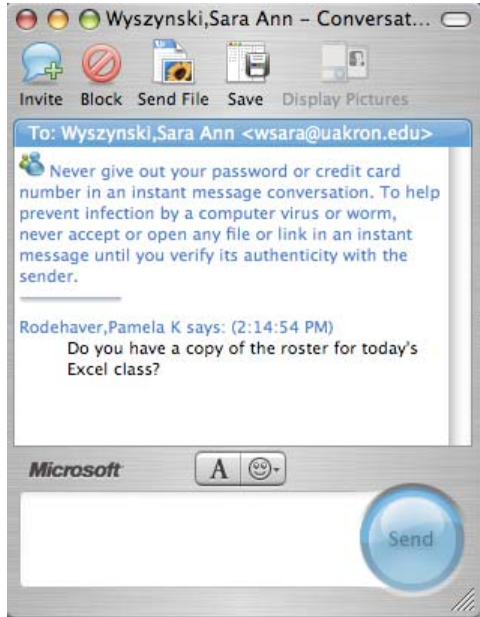 Wyszynski,Sara Ann – Conversat...
Invite Block Send File Save Display Pictures
To: Wyszynski,Sara Ann <wsara@uakron.edu>
Never give out your password or credit card
number in an instant message conversation. To help
prevent infection by a computer virus or worm,
never accept or open any file or link in an instant
message until you verify its authenticity with the
sender.
Rodehaver,Pamela K says: (2:14:54 PM)
Do you have a copy of the roster for today's
Excel class?
Microsoft
A
Send